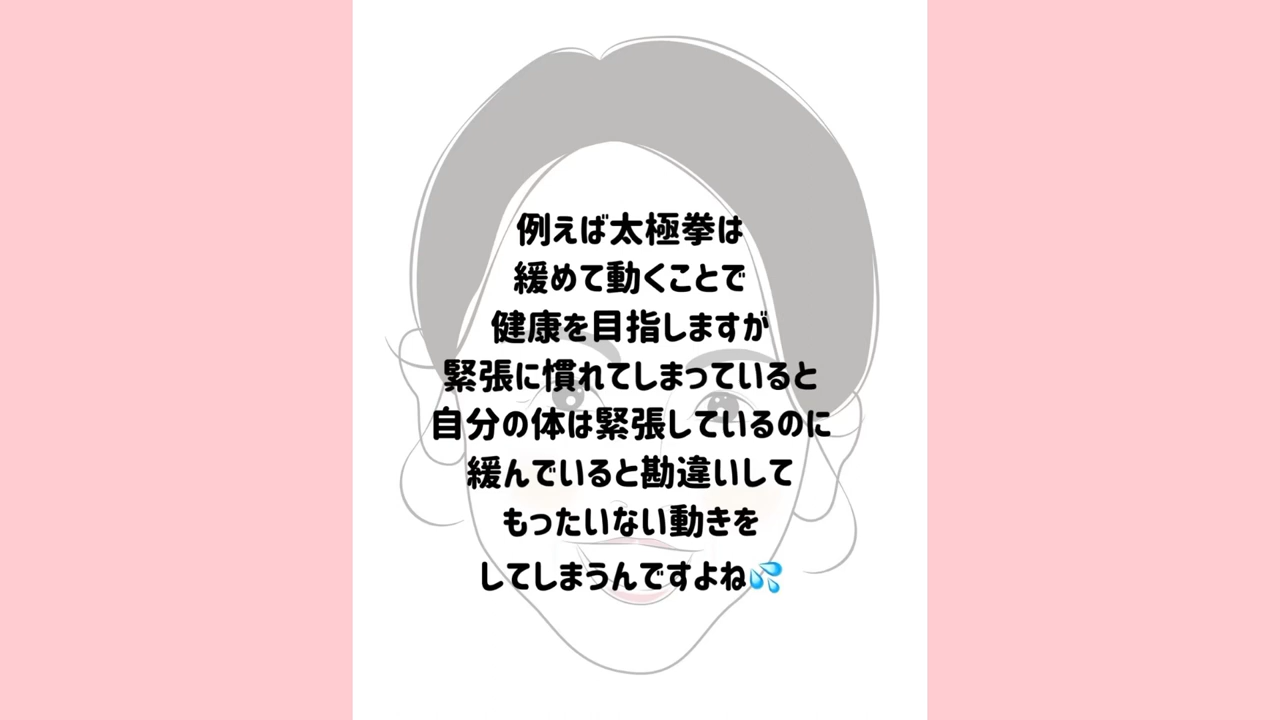 例えば太極拳は
緩めて動くことで
健康を目指しますが
緊張に慣れてしまっていると
自分の体は緊張しているのに
緩んでいると勘違いして
もったいない動きを
してしまうんですよね💦